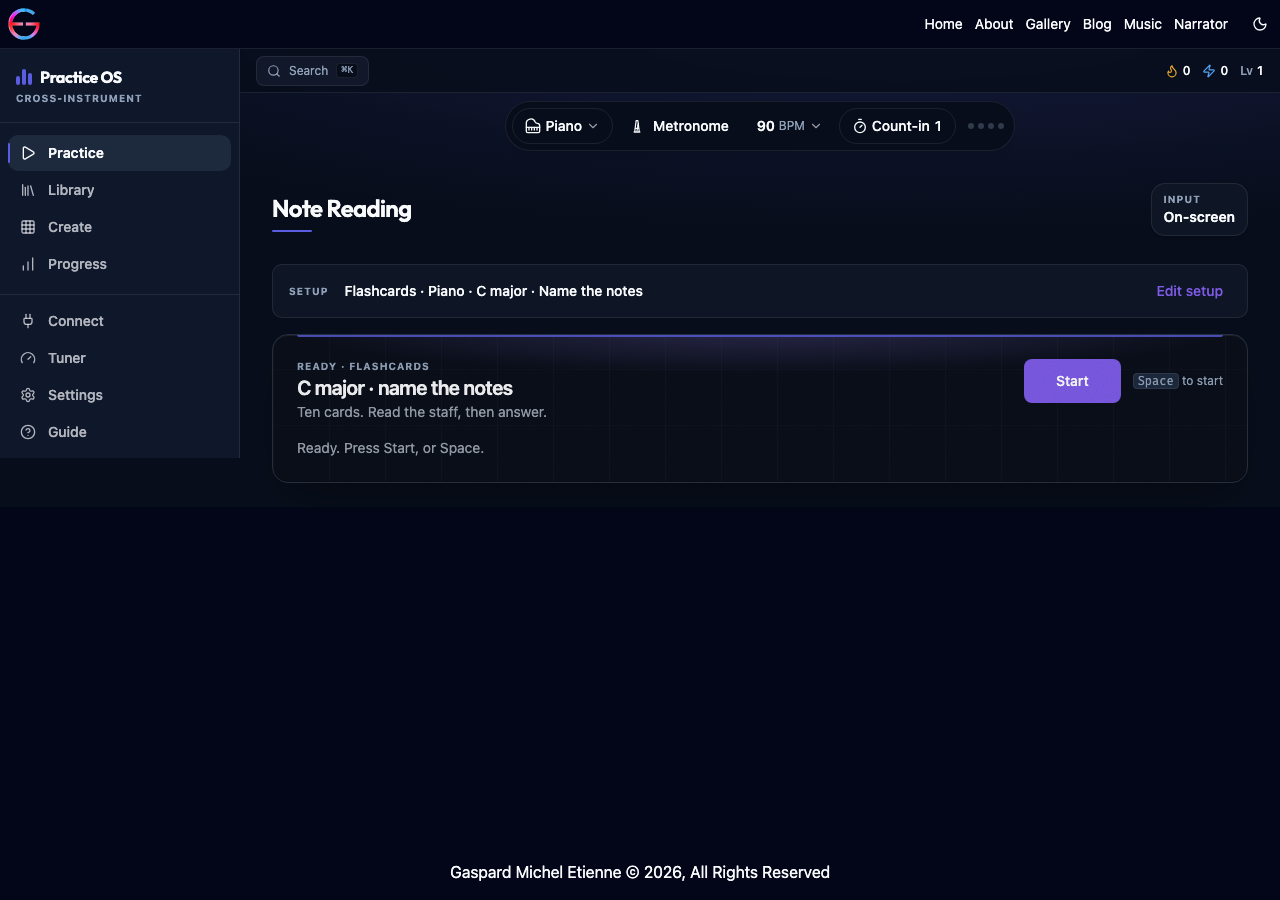 Home About Gallery Blog Music Narrator
Practice OS
CROSS-INSTRUMENT
Search ⌘K
0 0 Lv 1
Piano Metronome 90 BPM Count-in 1
Practice
Library
Create
Progress
Connect
Tuner
Settings
Guide
Note Reading
INPUT
On-screen
SETUP Flashcards · Piano · C major · Name the notes Edit setup
READY · FLASHCARDS
C major · name the notes
Ten cards. Read the staff, then answer.
Start Space to start
Ready. Press Start, or Space.
Gaspard Michel Etienne © 2026, All Rights Reserved